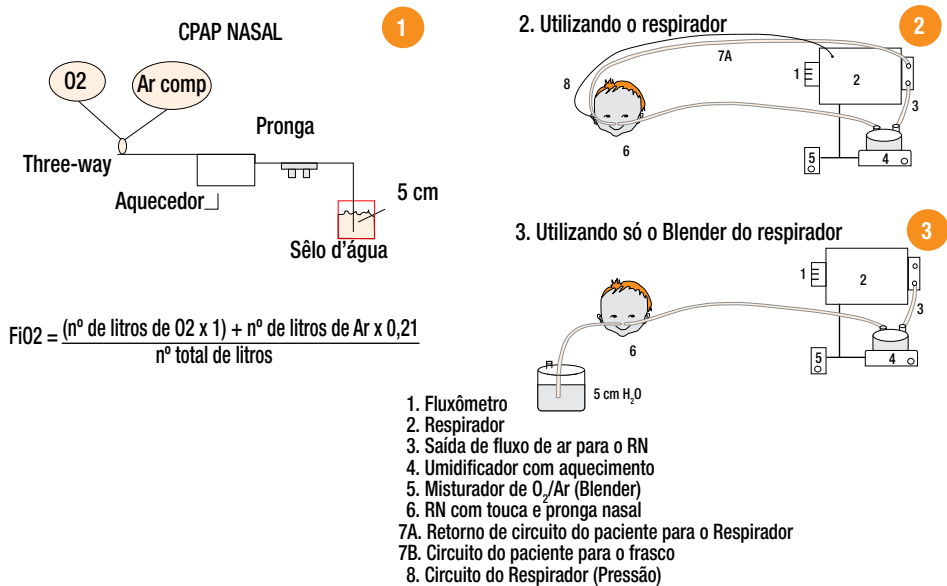 CPAP NASAL
1
O2
Ar comp
Pronga
Three-way
Aquecedor
5 cm
Sêlo d'água
FiO2 = (nº de litros de O2 x 1) + nº de litros de Ar x 0,21
nº total de litros
2. Utilizando o respirador
2
7A
1
2
8
3
6
5
4
3. Utilizando só o Blender do respirador
3
1
2
3
6
5
4
5 cm H2O
1. Fluxômetro
2. Respirador
3. Saída de fluxo de ar para o RN
4. Umidificador com aquecimento
5. Misturador de O2/Ar (Blender)
6. RN com touca e pronga nasal
7A. Retorno de circuito do paciente para o Respirador
7B. Circuito do paciente para o frasco
8. Circuito do Respirador (Pressão)